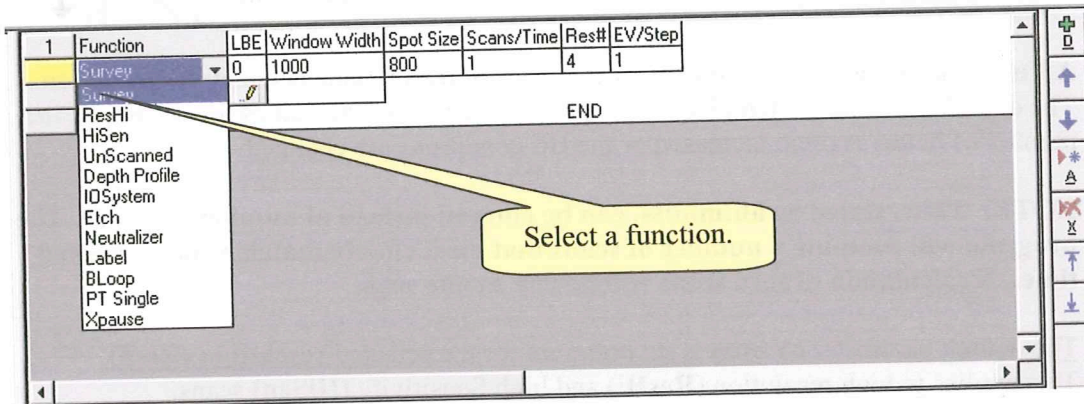 1 Function LBE Window Width Spot Size Scans/Time Res# EV/Step
Survey 0 1000 800 1 4 1
Survey
END
ResHi
HiSen
UnScanned
Depth Profile
IOSystem
Etch
Neutralizer
Label
BLoop
PT Single
Xpause
Select a function.
D
A
X